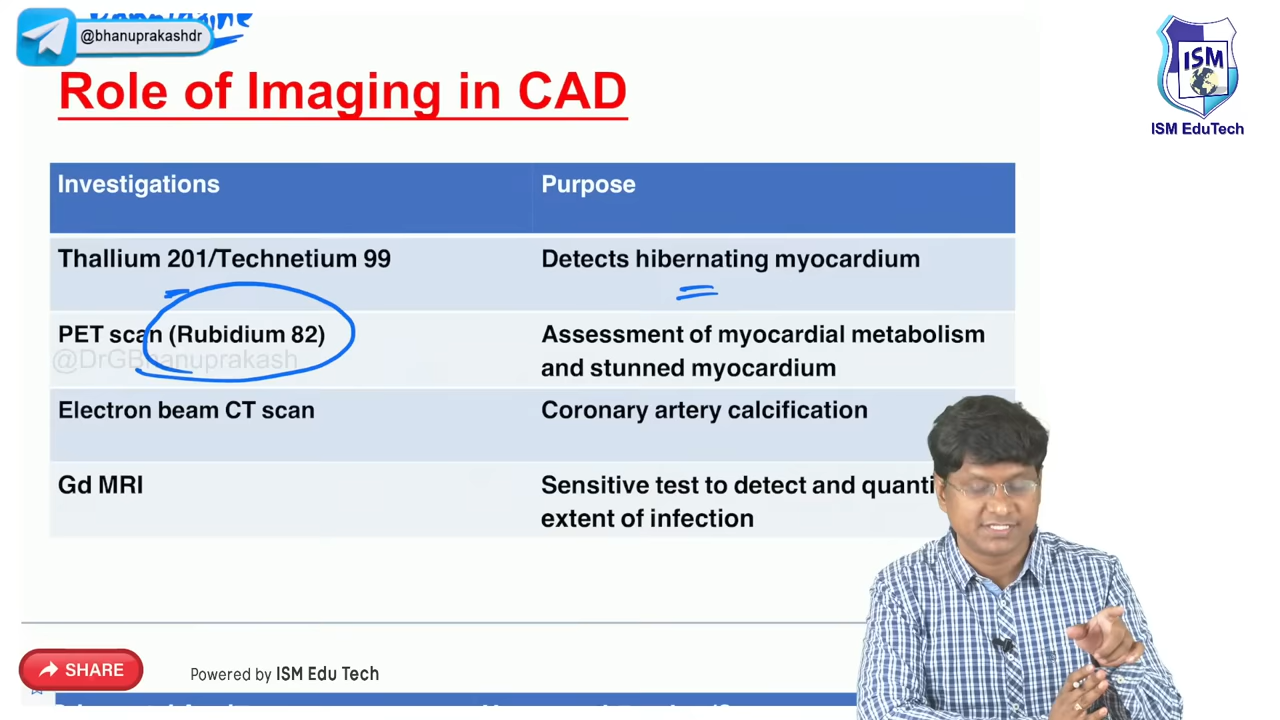 @bhanuprakashdr
ISM
ISM EduTech
Role of Imaging in CAD
Investigations
Purpose
Thallium 201/Technetium 99
Detects hibernating myocardium
PET scan (Rubidium 82)
Assessment of myocardial metabolism
and stunned myocardium
@DrGBhanuprakash
Electron beam CT scan
Coronary artery calcification
Gd MRI
Sensitive test to detect and quanti
extent of infection
SHARE
Powered by ISM Edu Tech